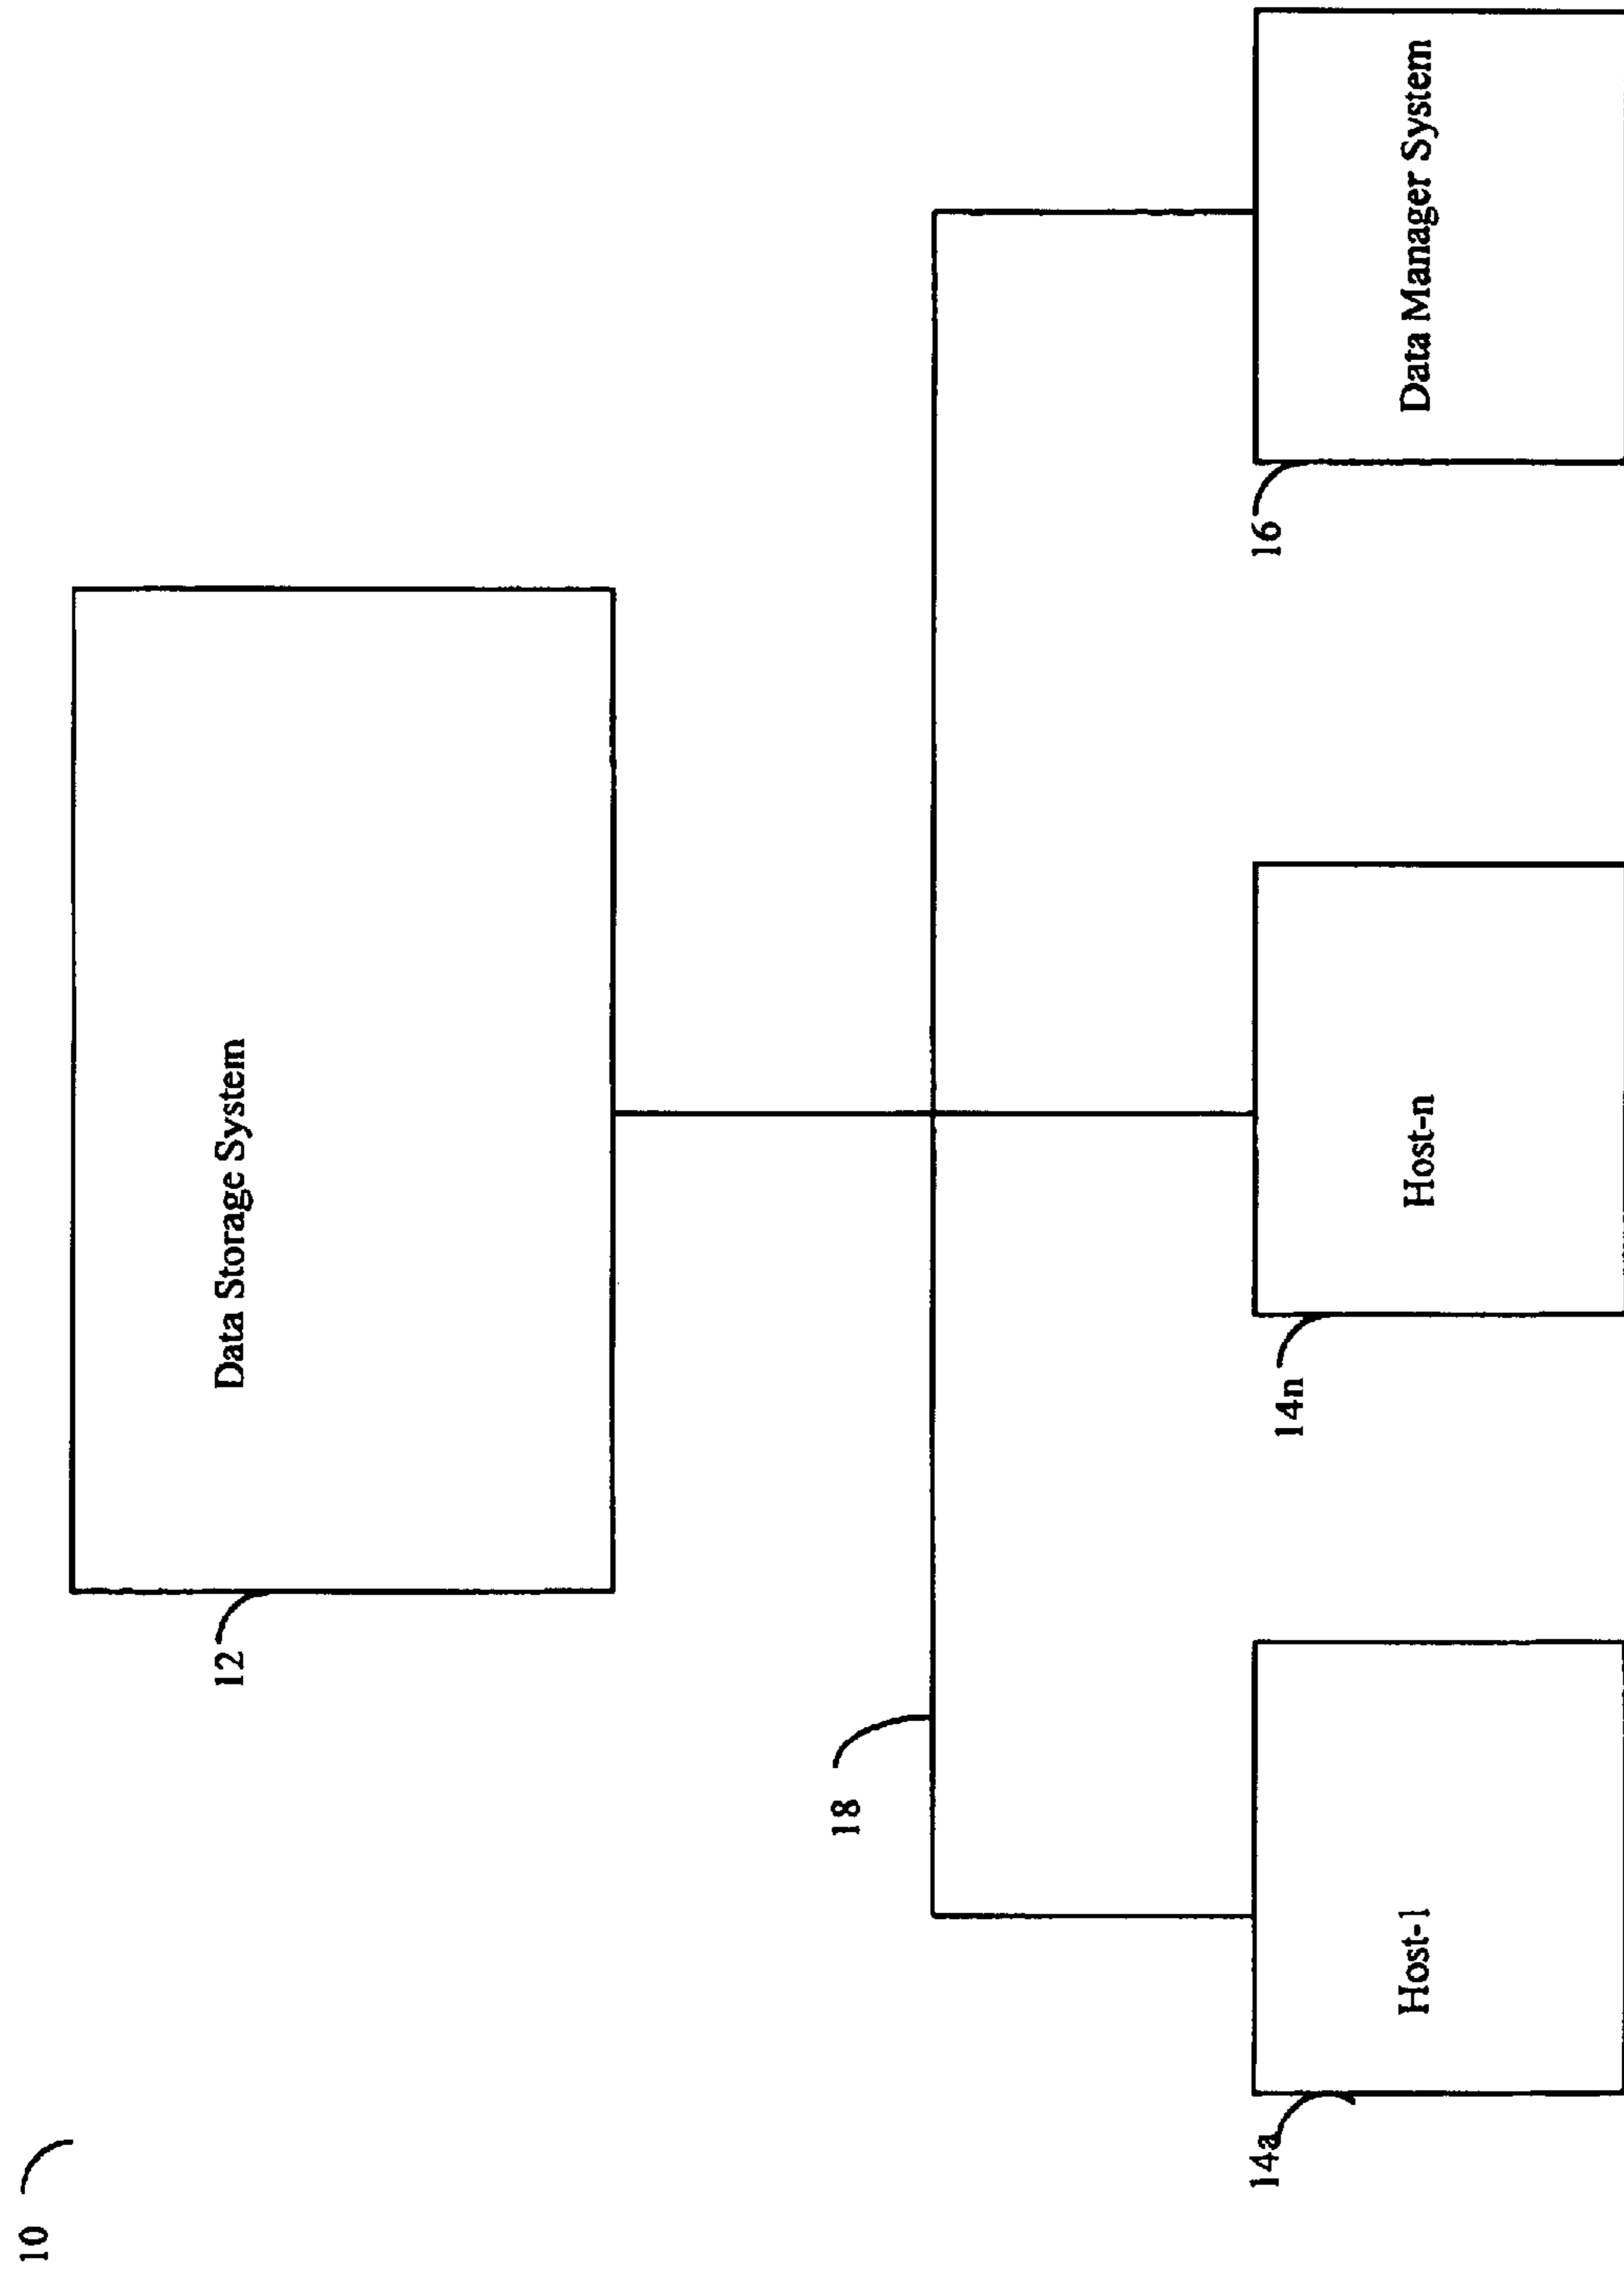 10
12
Data Storage System
18
14a
Host-1
14n
Host-n
16
Data Manager System